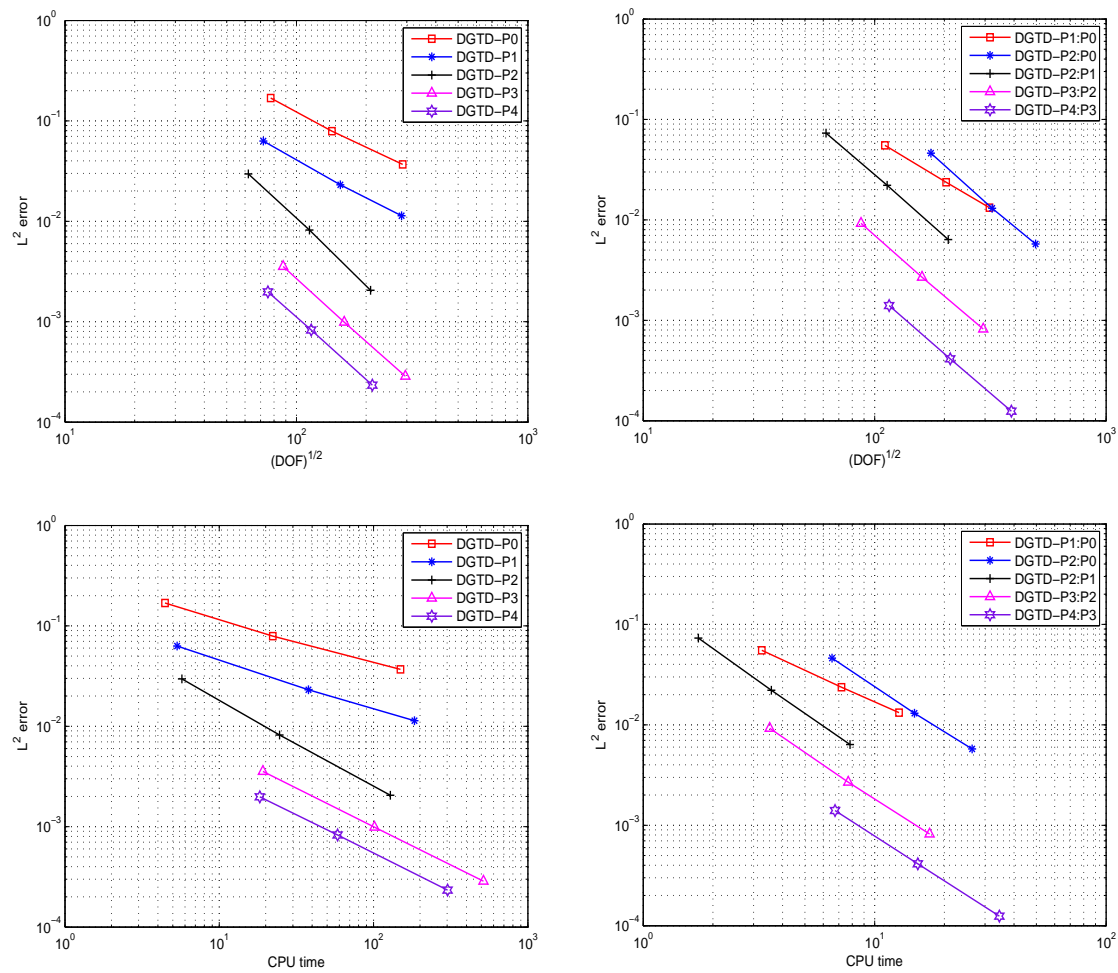 10^0
10^-1
10^-2
10^-3
10^-4
L^2 error
10^1
10^2
10^3
(DOF)^1/2
DGTD-P0
DGTD-P1
DGTD-P2
DGTD-P3
DGTD-P4
10^0
10^-1
10^-2
10^-3
10^-4
L^2 error
10^1
10^2
10^3
(DOF)^1/2
DGTD-P1:P0
DGTD-P2:P0
DGTD-P2:P1
DGTD-P3:P2
DGTD-P4:P3
10^0
10^-1
10^-2
10^-3
10^-4
L^2 error
10^0
10^1
10^2
10^3
CPU time
DGTD-P0
DGTD-P1
DGTD-P2
DGTD-P3
DGTD-P4
10^0
10^-1
10^-2
10^-3
10^-4
L^2 error
10^0
10^1
10^2
CPU time
DGTD-P1:P0
DGTD-P2:P0
DGTD-P2:P1
DGTD-P3:P2
DGTD-P4:P3